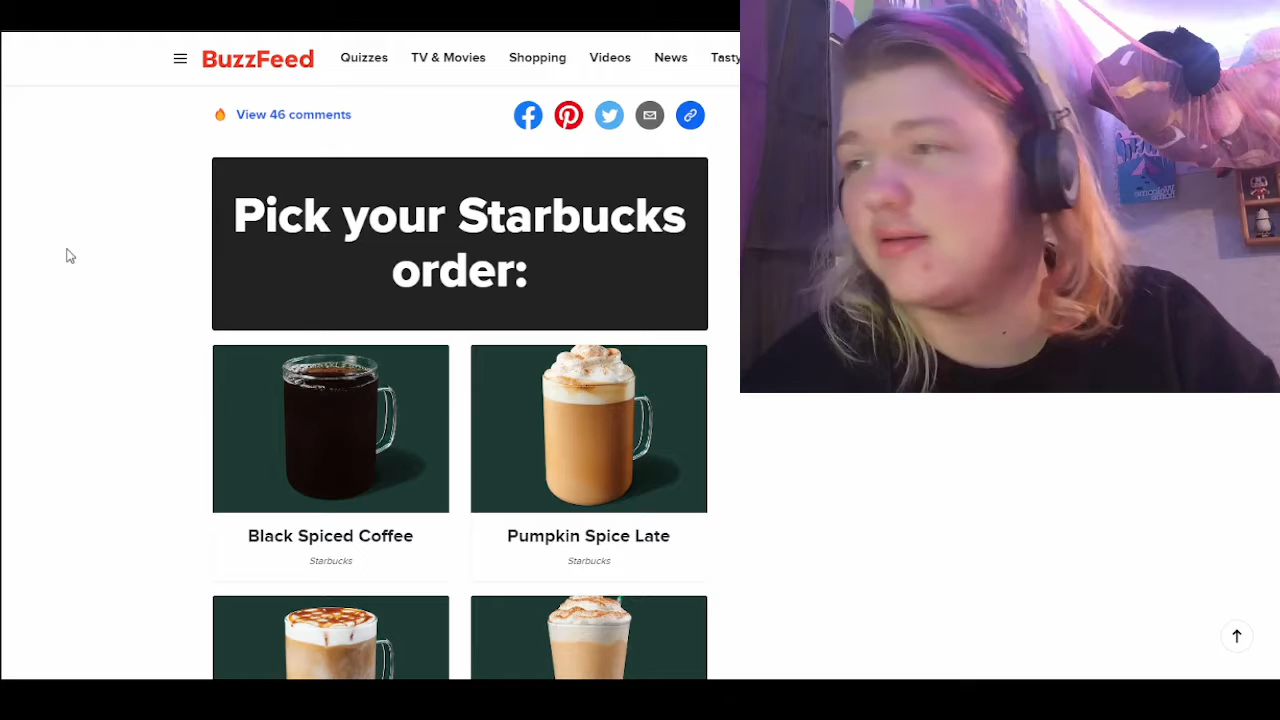 BuzzFeed
Quizzes TV & Movies Shopping Videos News Tasty
View 46 comments
Pick your Starbucks
order:
Black Spiced Coffee
Starbucks
Pumpkin Spice Late
Starbucks